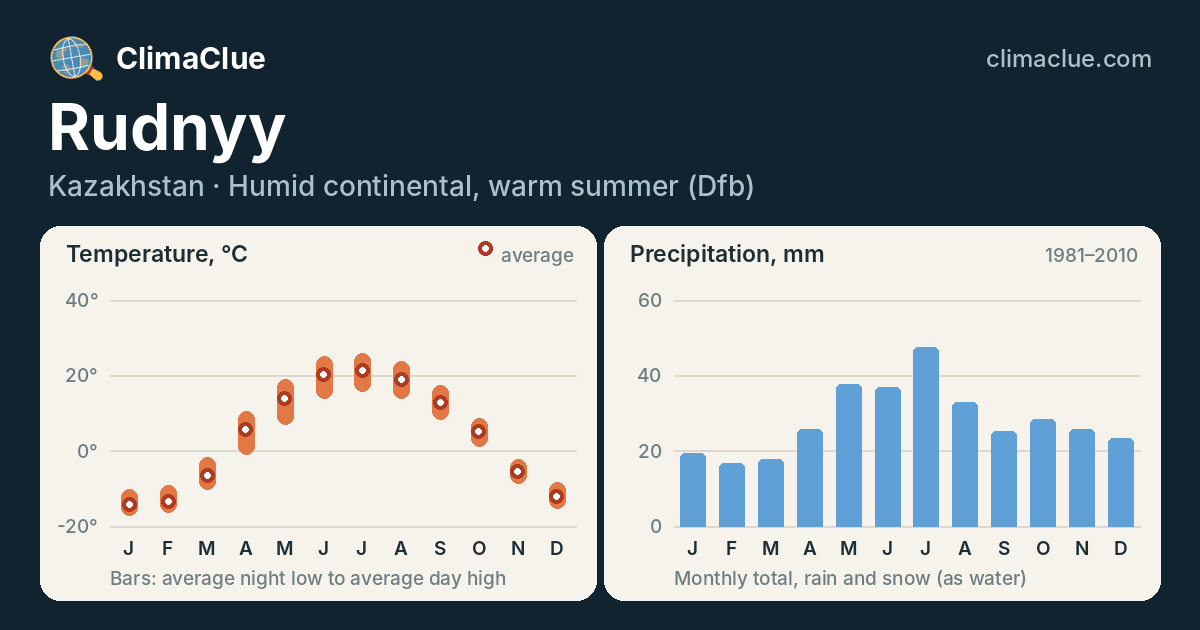 ClimaClue
climaclue.com
Rudnyy
Kazakhstan · Humid continental, warm summer (Dfb)
Temperature, °C
average
40°
20°
0°
-20°
J F M A M J J A S O N D
Bars: average night low to average day high
Precipitation, mm
1981–2010
60
40
20
0
J F M A M J J A S O N D
Monthly total, rain and snow (as water)